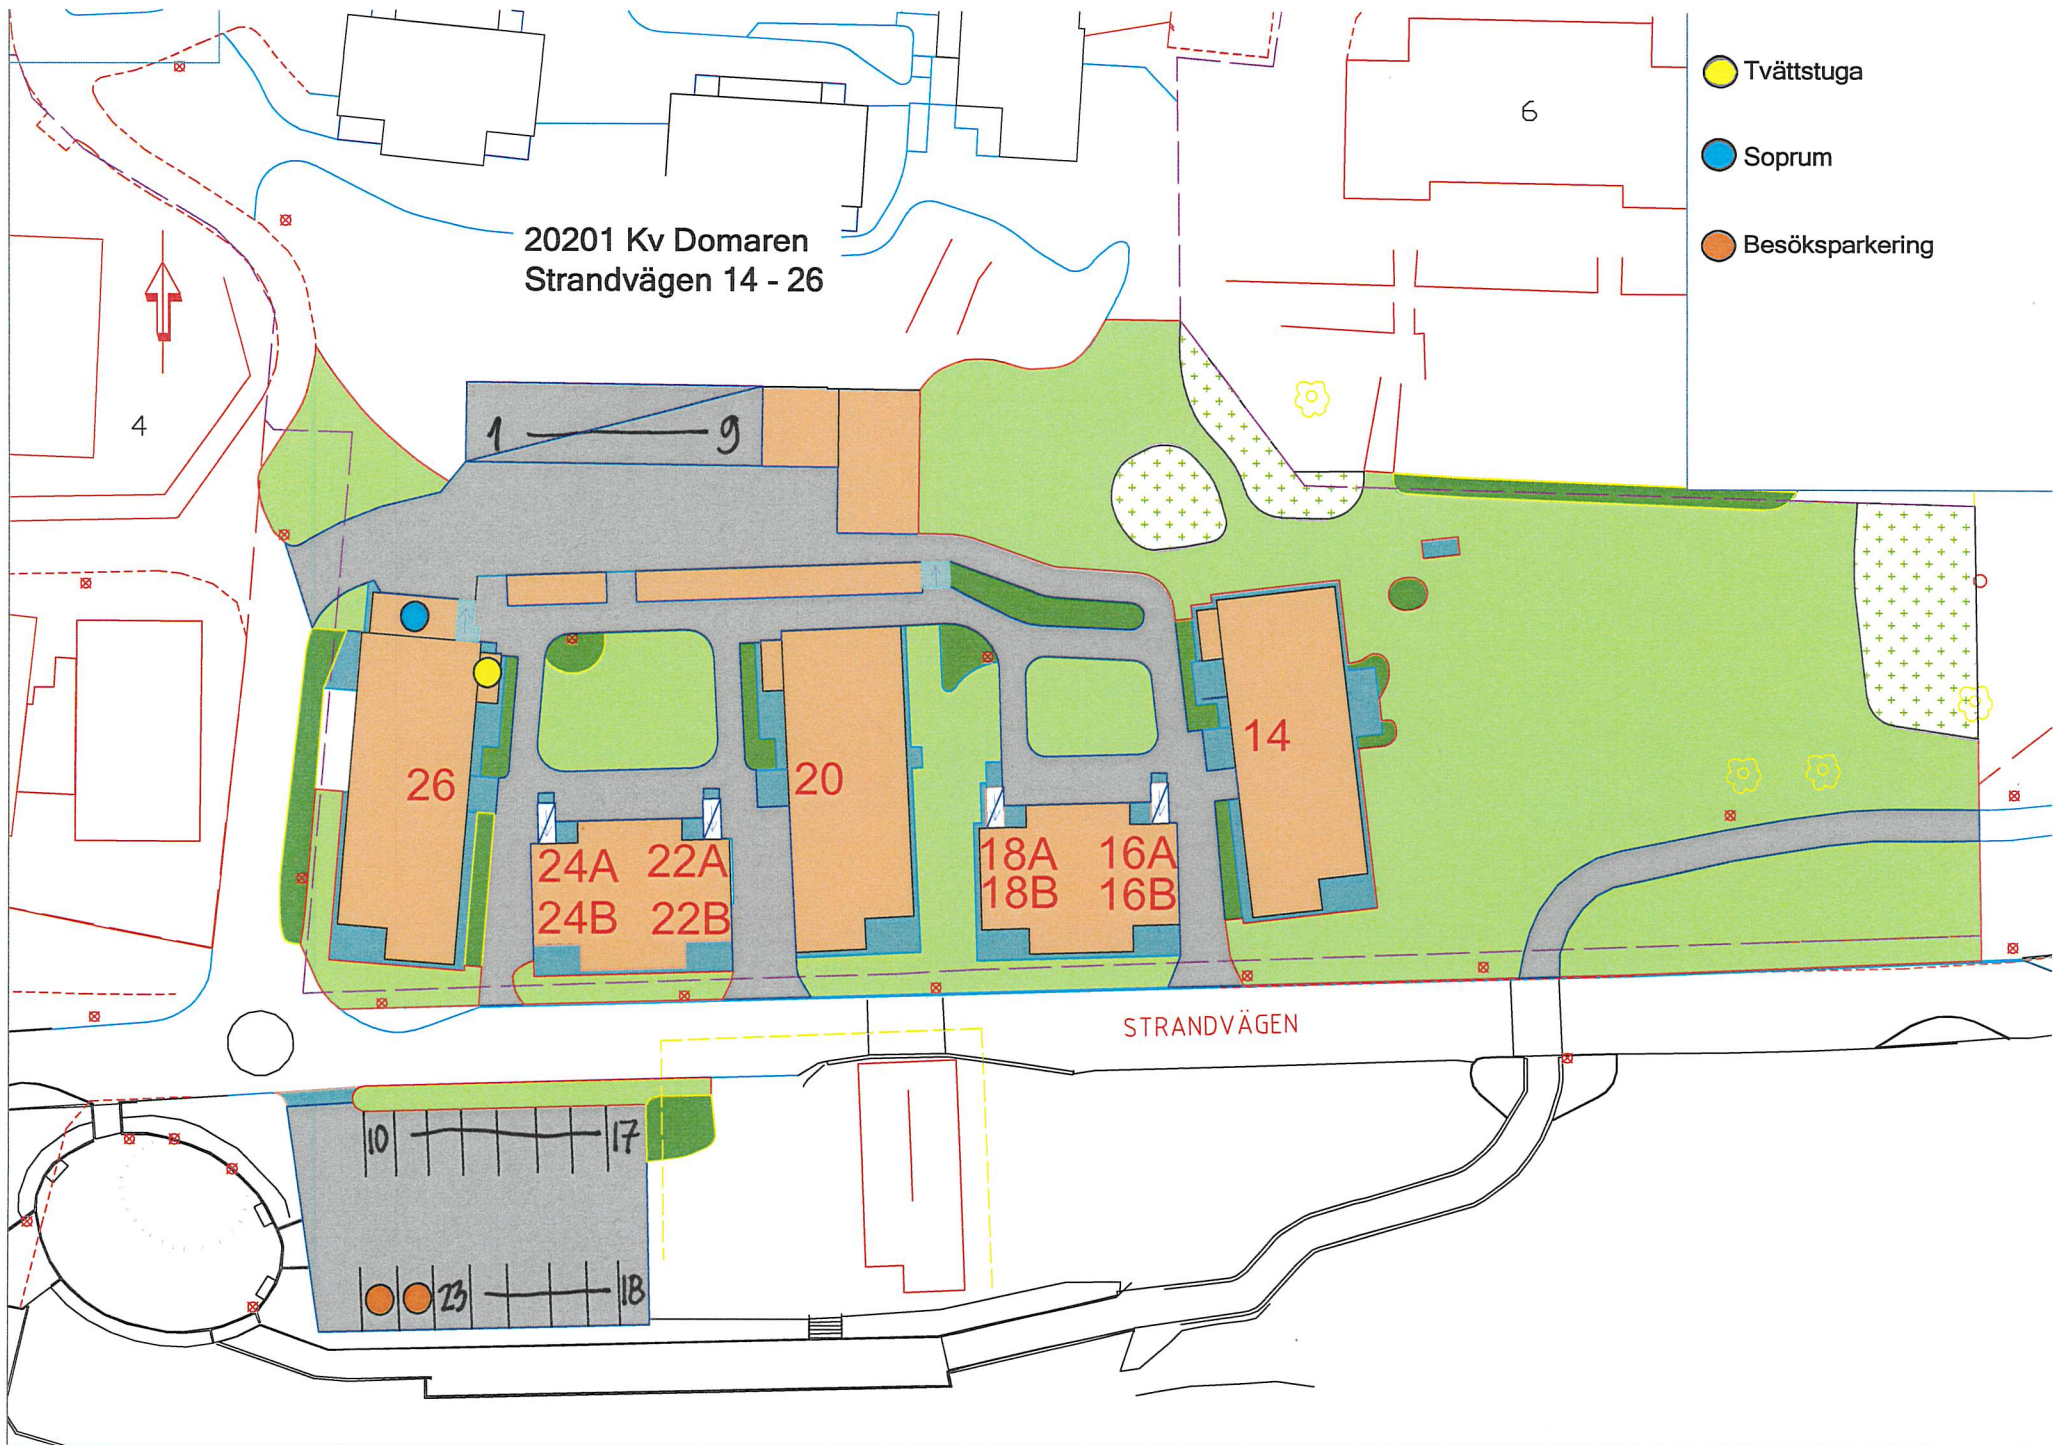 Tvättstuga
6
Soprum
20201 Kv Domaren
Strandvägen 14 - 26
Besöksparkering
4
1 — 9
26
20
14
24A 22A
24B 22B
18A 16A
18B 16B
STRANDVÄGEN
10 — 17
23 — 18